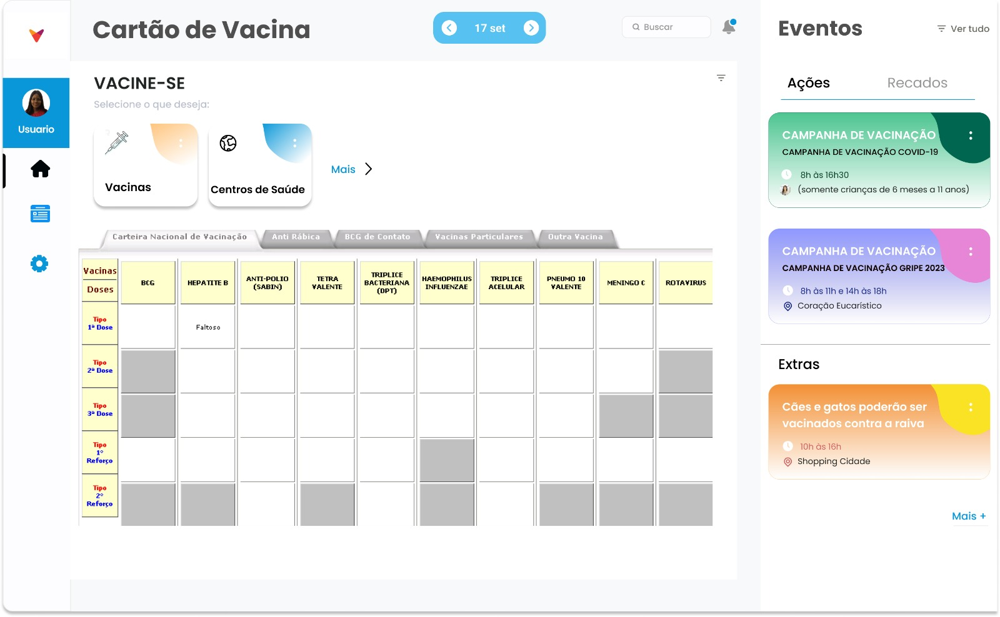 Cartão de Vacina
17 set
Buscar
Usuario
VACINE-SE
Selecione o que deseja:
Vacinas
Centros de Saúde
Mais
Carteira Nacional de Vacinação
Anti Rábica
BCG de Contato
Vacinas Particulares
Outra Vacina
Vacinas
Doses
BCG
HEPATITE B
ANTI-POLIO
(SABIN)
TETRA
VALENTE
TRIPLICE
BACTERIANA
(DPT)
HAEMOPHILUS
INFLUENZAE
TRIPLICE
ACELULAR
PNEUMO 10
VALENTE
MENINGO C
ROTAVIRUS
Tipo
1ª Dose
Faltoso
Tipo
2ª Dose
Tipo
3ª Dose
Tipo
1º
Reforço
Tipo
2º
Reforço
Eventos
Ver tudo
Ações
Recados
CAMPANHA DE VACINAÇÃO
CAMPANHA DE VACINAÇÃO COVID-19
8h às 16h30
(somente crianças de 6 meses a 11 anos)
CAMPANHA DE VACINAÇÃO
CAMPANHA DE VACINAÇÃO GRIPE 2023
8h às 11h e 14h às 18h
Coração Eucarístico
Extras
Cães e gatos poderão ser
vacinados contra a raiva
10h às 16h
Shopping Cidade
Mais +